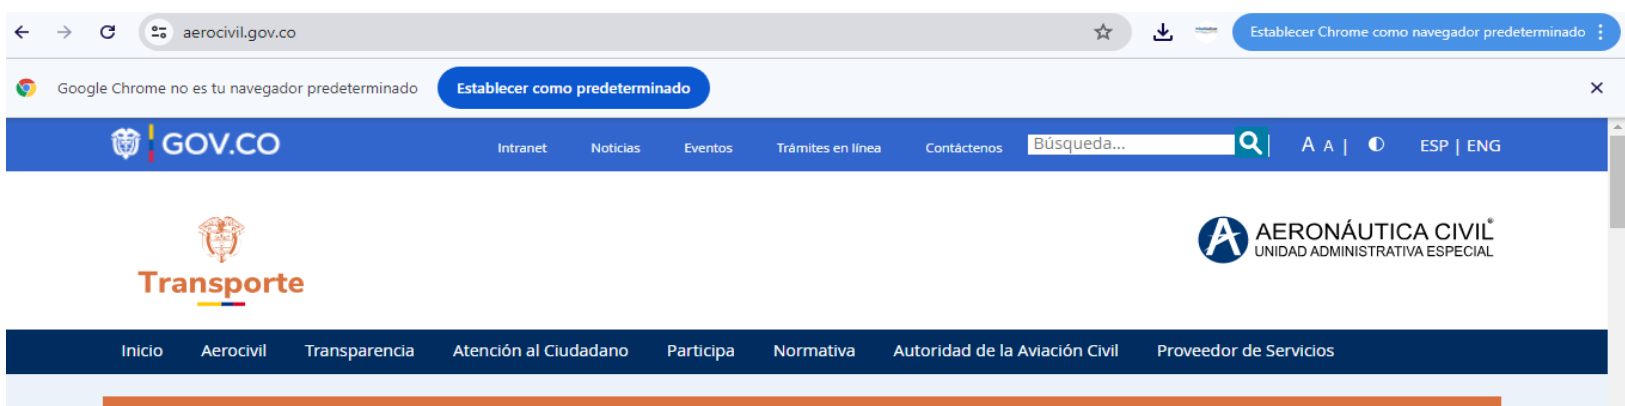 aerocivil.gov.co
Establecer Chrome como navegador predeterminado
Google Chrome no es tu navegador predeterminado
Establecer como predeterminado
GOV.CO
Intranet Noticias Eventos Trámites en línea Contáctenos Búsqueda... A A | ESP | ENG
Transporte
AERONÁUTICA CIVIL®
UNIDAD ADMINISTRATIVA ESPECIAL
Inicio Aerocivil Transparencia Atención al Ciudadano Participa Normativa Autoridad de la Aviación Civil Proveedor de Servicios